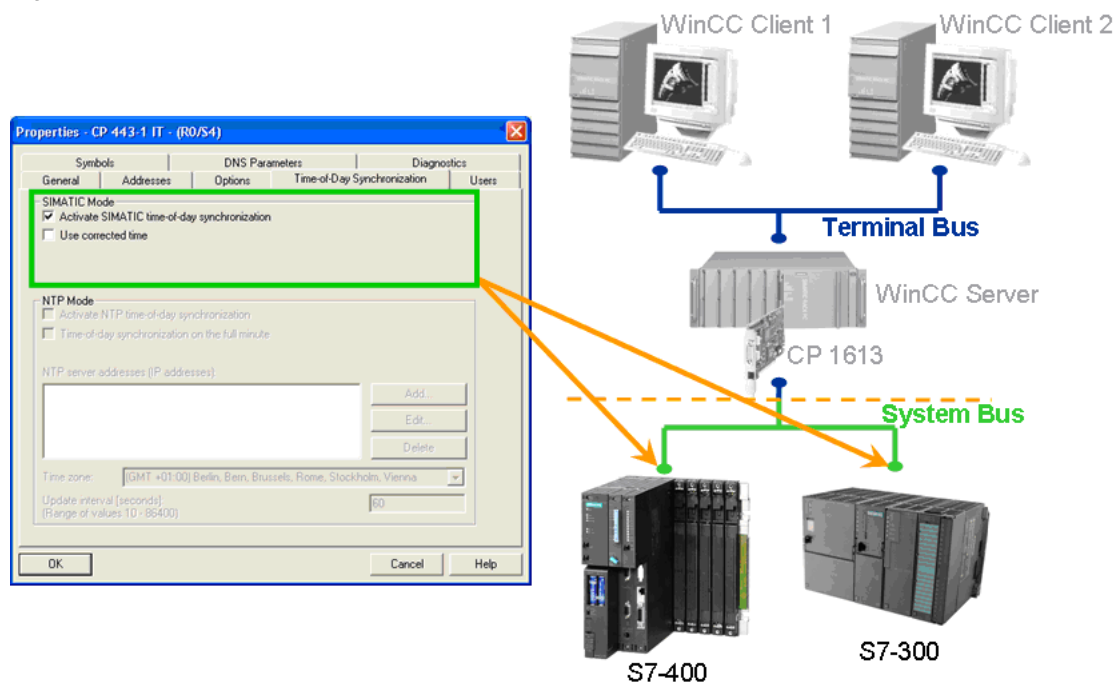 WinCC Client 1
WinCC Client 2
Properties - CP 443-1 IT - (R0/S4)
Symbols
DNS Parameters
Diagnostics
General
Addresses
Options
Time-of-Day Synchronization
Users
SIMATIC Mode
Activate SIMATIC time-of-day synchronization
Use corrected time
NTP Mode
Activate NTP time-of-day synchronization
Time-of-day synchronization on the full minute
NTP server addresses (IP addresses):
Add...
Edit...
Delete
Time zone:
(GMT +01:00) Berlin, Bern, Brussels, Rome, Stockholm, Vienna
Update interval [seconds]:
(Range of values 10 - 86400)
60
OK
Cancel
Help
Terminal Bus
WinCC Server
CP 1613
System Bus
S7-400
S7-300